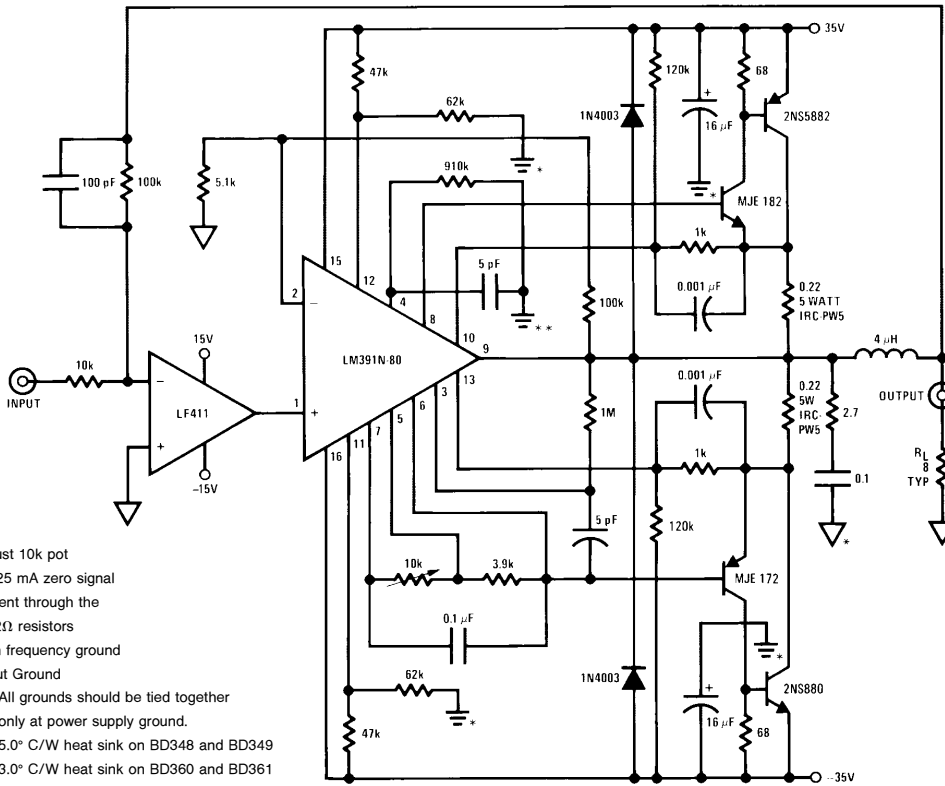 35V
47k
120k
68
62k
+
16 μF
1N4003
2NS5882
*
100 pF
100k
5.1k
910k
*
MJE 182
15
12
1k
5 pF
2
−
4
8
0.001 μF
0.22
5 WATT
IRC-PW5
100k
* *
10
LM391N-80
9
4 μH
15V
10k
−
13
0.001 μF
0.22
5W
IRC-
PW5
OUTPUT
INPUT
LF411
1
+
3
6
5
7
1M
2.7
+
11
16
1k
RL
8
TYP
0.1
−15V
5 pF
*
120k
ust 10k pot
10k
3.9k
25 mA zero signal
MJE 172
ent through the
2Ω resistors
0.1 μF
n frequency ground
*
ut Ground
62k
1N4003
All grounds should be tied together
+
2NS880
only at power supply ground.
*
16 μF
5.0° C/W heat sink on BD348 and BD349
47k
68
3.0° C/W heat sink on BD360 and BD361
−35V